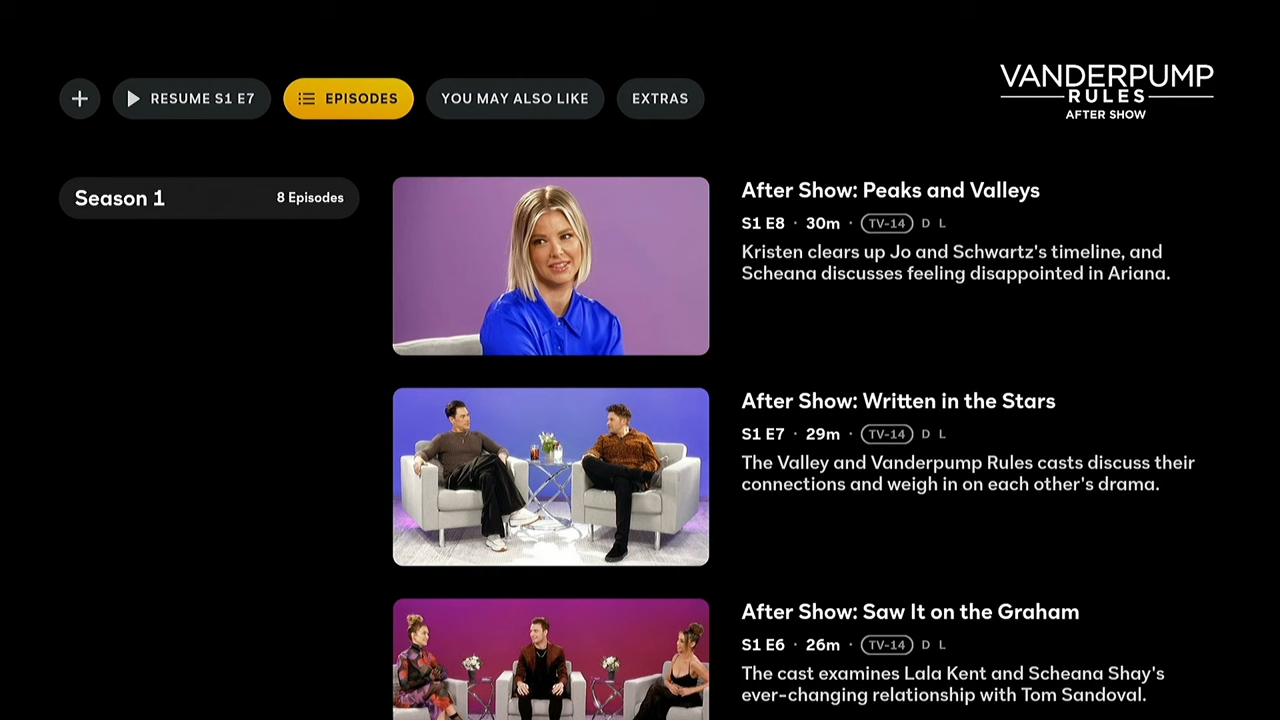 RESUME S1 E7
EPISODES
YOU MAY ALSO LIKE
EXTRAS
VANDERPUMP
RULES
AFTER SHOW
Season 1
8 Episodes
After Show: Peaks and Valleys
S1 E8 · 30m · TV-14 D L
Kristen clears up Jo and Schwartz's timeline, and
Scheana discusses feeling disappointed in Ariana.
After Show: Written in the Stars
S1 E7 · 29m · TV-14 D L
The Valley and Vanderpump Rules casts discuss their
connections and weigh in on each other's drama.
After Show: Saw It on the Graham
S1 E6 · 26m · TV-14 D L
The cast examines Lala Kent and Scheana Shay's
ever-changing relationship with Tom Sandoval.